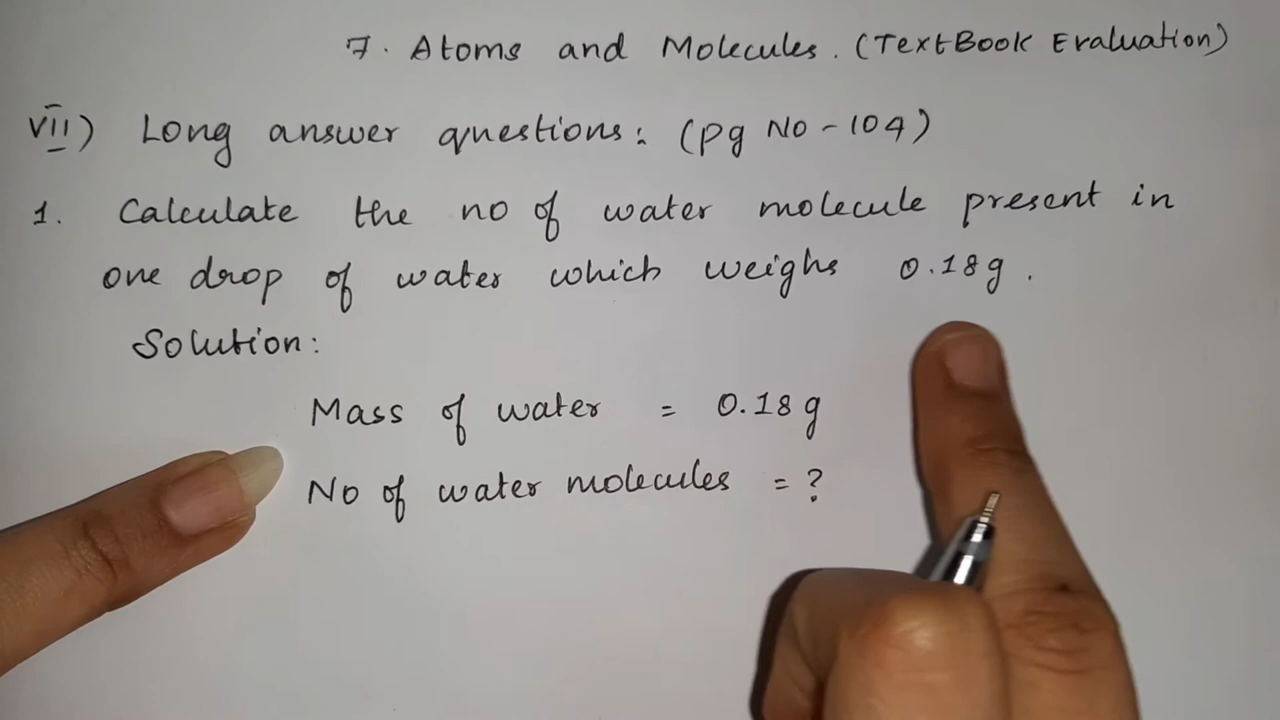 7. Atoms and Molecules. (TextBook Evaluation)
VII) Long answer questions: (Pg No - 104)
1. Calculate the no of water molecule present in
one drop of water which weighs 0.18g.
Solution:
Mass of water = 0.18 g
No of water molecules = ?